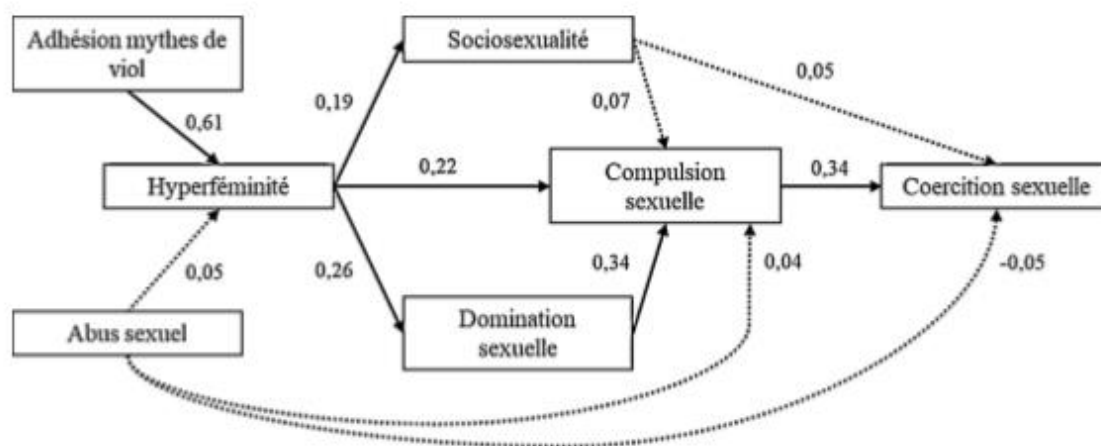 Adhésion mythes de
viol
Sociosexualité
0,05
0,19
0,07
0,61
Hyperféminité
0,22
Compulsion
sexuelle
0,34
Coercition sexuelle
0,05
0,26
0,34
0,04
-0,05
Abus sexuel
Domination
sexuelle